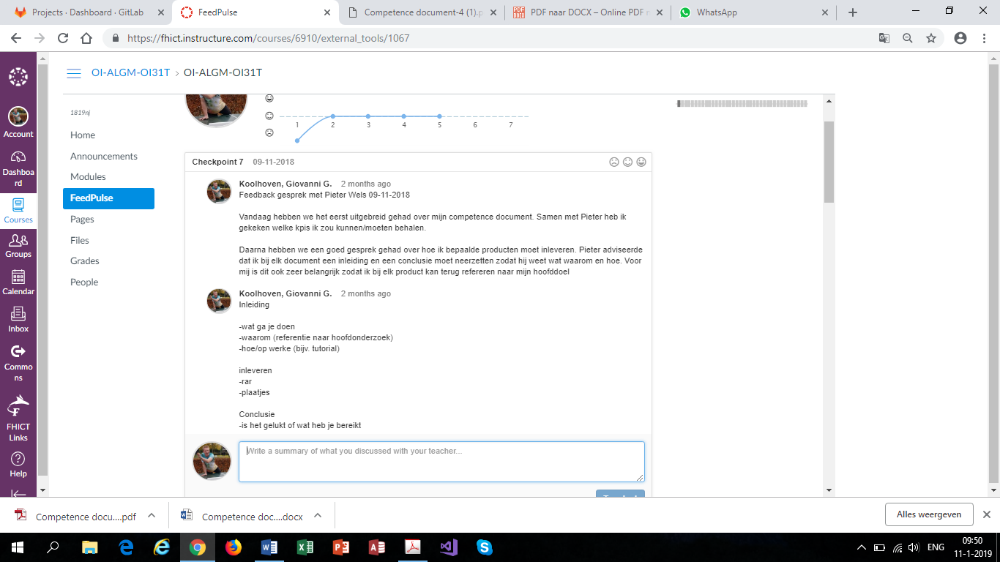 Projects · Dashboard · GitLab
FeedPulse
Competence document-4 (1).p
PDF naar DOCX – Online PDF n
WhatsApp
https://fhict.instructure.com/courses/6910/external_tools/1067
OI-ALGM-OI31T > OI-ALGM-OI31T
Account
Dashboa
rd
Courses
Groups
Calendar
Inbox
Commo
ns
FHICT
Links
Help
1819nj
Home
Announcements
Modules
FeedPulse
Pages
Files
Grades
People
1 2 3 4 5 6 7
Checkpoint 7 09-11-2018
Koolhoven, Giovanni G. 2 months ago
Feedback gesprek met Pieter Wels 09-11-2018
Vandaag hebben we het eerst uitgebreid gehad over mijn competence document. Samen met Pieter heb ik
gekeken welke kpis ik zou kunnen/moeten behalen.
Daarna hebben we een goed gesprek gehad over hoe ik bepaalde producten moet inleveren. Pieter adviseerde
dat ik bij elk document een inleiding en een conclusie moet neerzetten zodat hij weet wat waarom en hoe. Voor
mij is dit ook zeer belangrijk zodat ik bij elk product kan terug refereren naar mijn hoofddoel
Koolhoven, Giovanni G. 2 months ago
Inleiding
-wat ga je doen
-waarom (referentie naar hoofdonderzoek)
-hoe/op werke (bijv. tutorial)
inleveren
-rar
-plaatjes
Conclusie
-is het gelukt of wat heb je bereikt
Write a summary of what you discussed with your teacher...
Competence docu....pdf
Competence doc....docx
Alles weergeven
ENG
09:50
11-1-2019